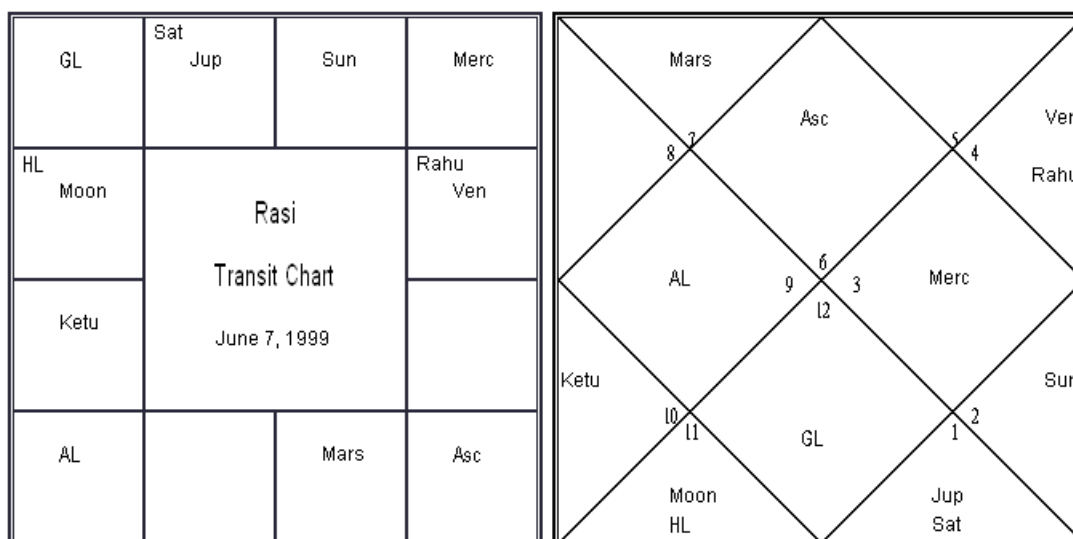 GL
Sat
Jup
Sun
Merc
HL
Moon
Rahu
Ven
Rasi
Transit Chart
June 7, 1999
Ketu
AL
Mars
Asc
Mars
Asc
Ven
7
5
8
4
Rahu
6
AL
9
3
Merc
12
Ketu
Sun
10
2
11
1
GL
Moon
Jup
HL
Sat